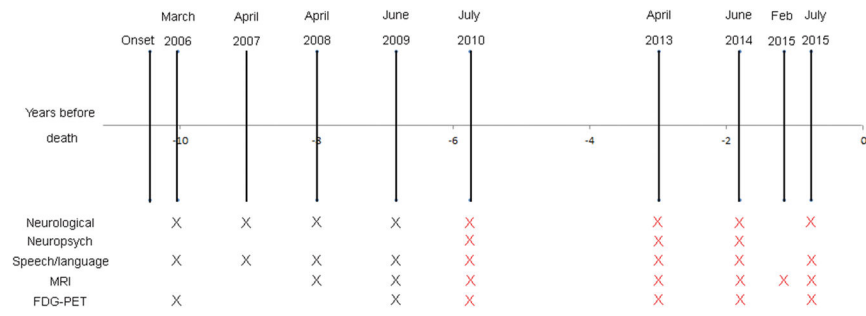 March April April June July April June Feb July
Onset 2006 2007 2008 2009 2010 2013 2014 2015 2015
Years before
death
-10 -8 -6 -4 -2 0
Neurological X X X X X X X X
Neuropsych X X X
Speech/language X X X X X X X X
MRI X X X X X X X
FDG-PET X X X X X X